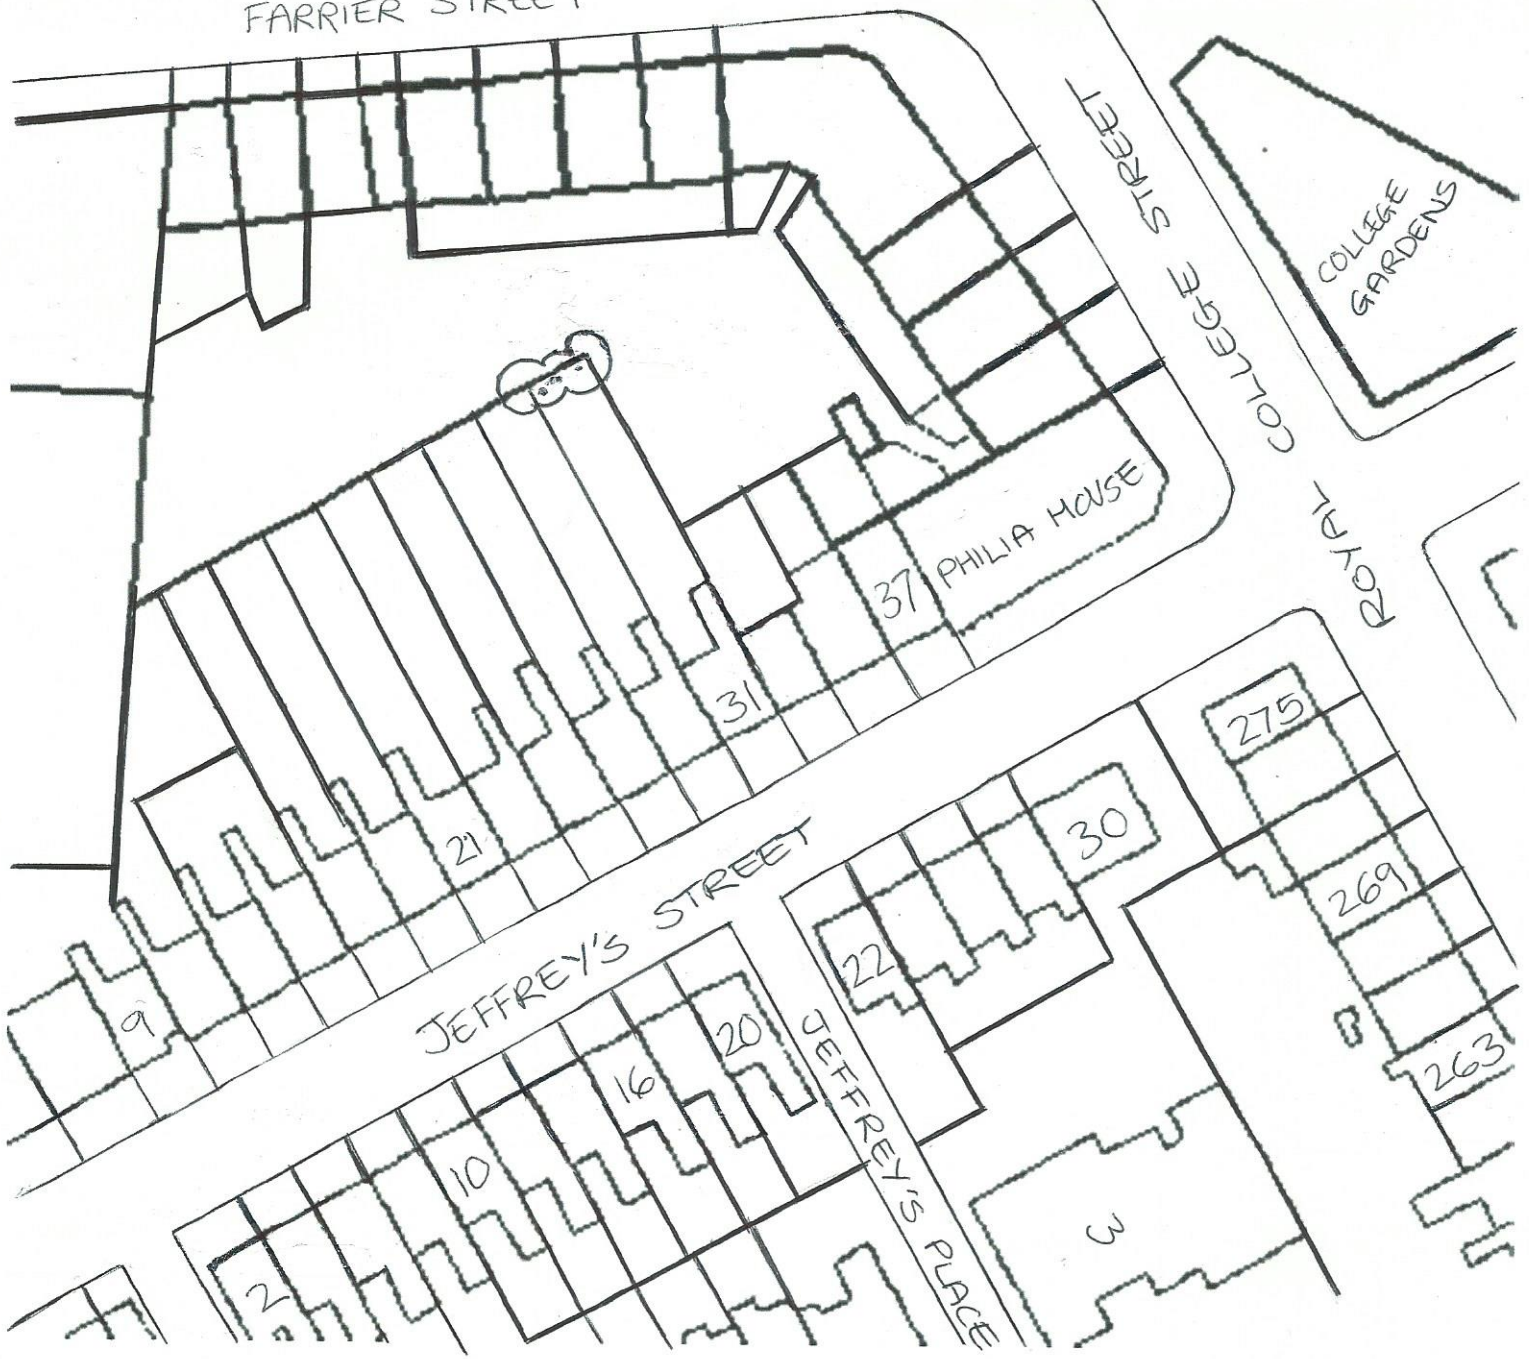 FARRIER STREET
ROYAL COLLEGE STREET
COLLEGE
GARDENS
PHILIA HOUSE
37
31
275
30
269
21
22
JEFFREY'S STREET
9
20
263
16
JEFFREY'S PLACE
10
3
2